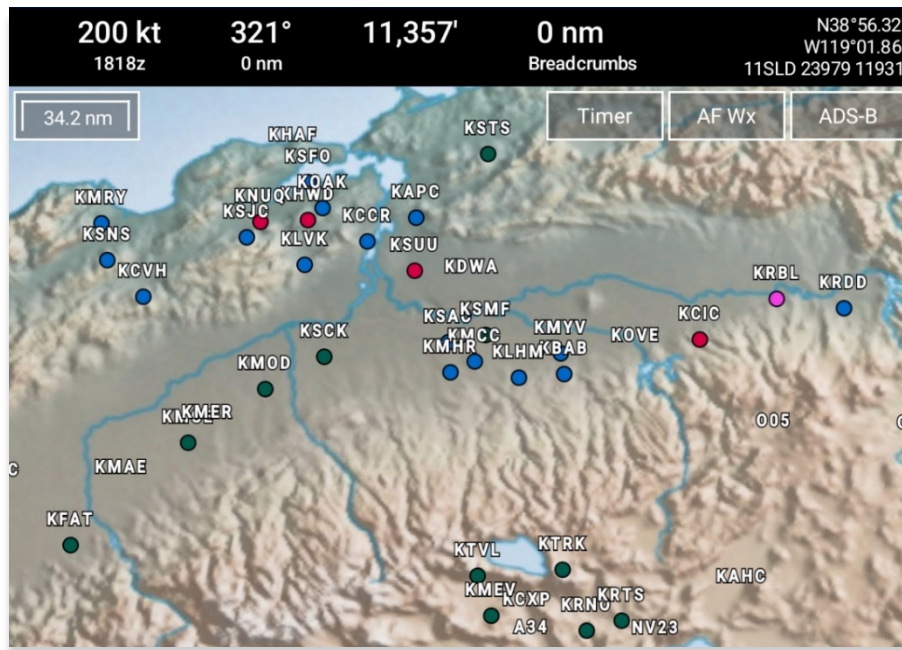 200 kt 321° 11,357' 0 nm N38°56.32
1818z 0 nm Breadcrumbs W119°01.86
11SLD 23979 11931
34.2 nm Timer AF Wx ADS-B
KHAF
KSTS
KSFO
KOAK
KMRY
KNUQ
KHWD
KAPC
KSJC
KCCR
KSNS
KLVK
KSUU
KCVH
KDWA
KRBL
KRDD
KSMF
KSAC
KCIC
KSCK
KMYV
KOVE
KMCC
KMHR
KLHM
KBAB
KMOD
KMER
O05
KMAE
C
KFAT
KTVL
KTRK
KAHC
KMEV
KCXP
KRNO
KRTS
A34
NV23